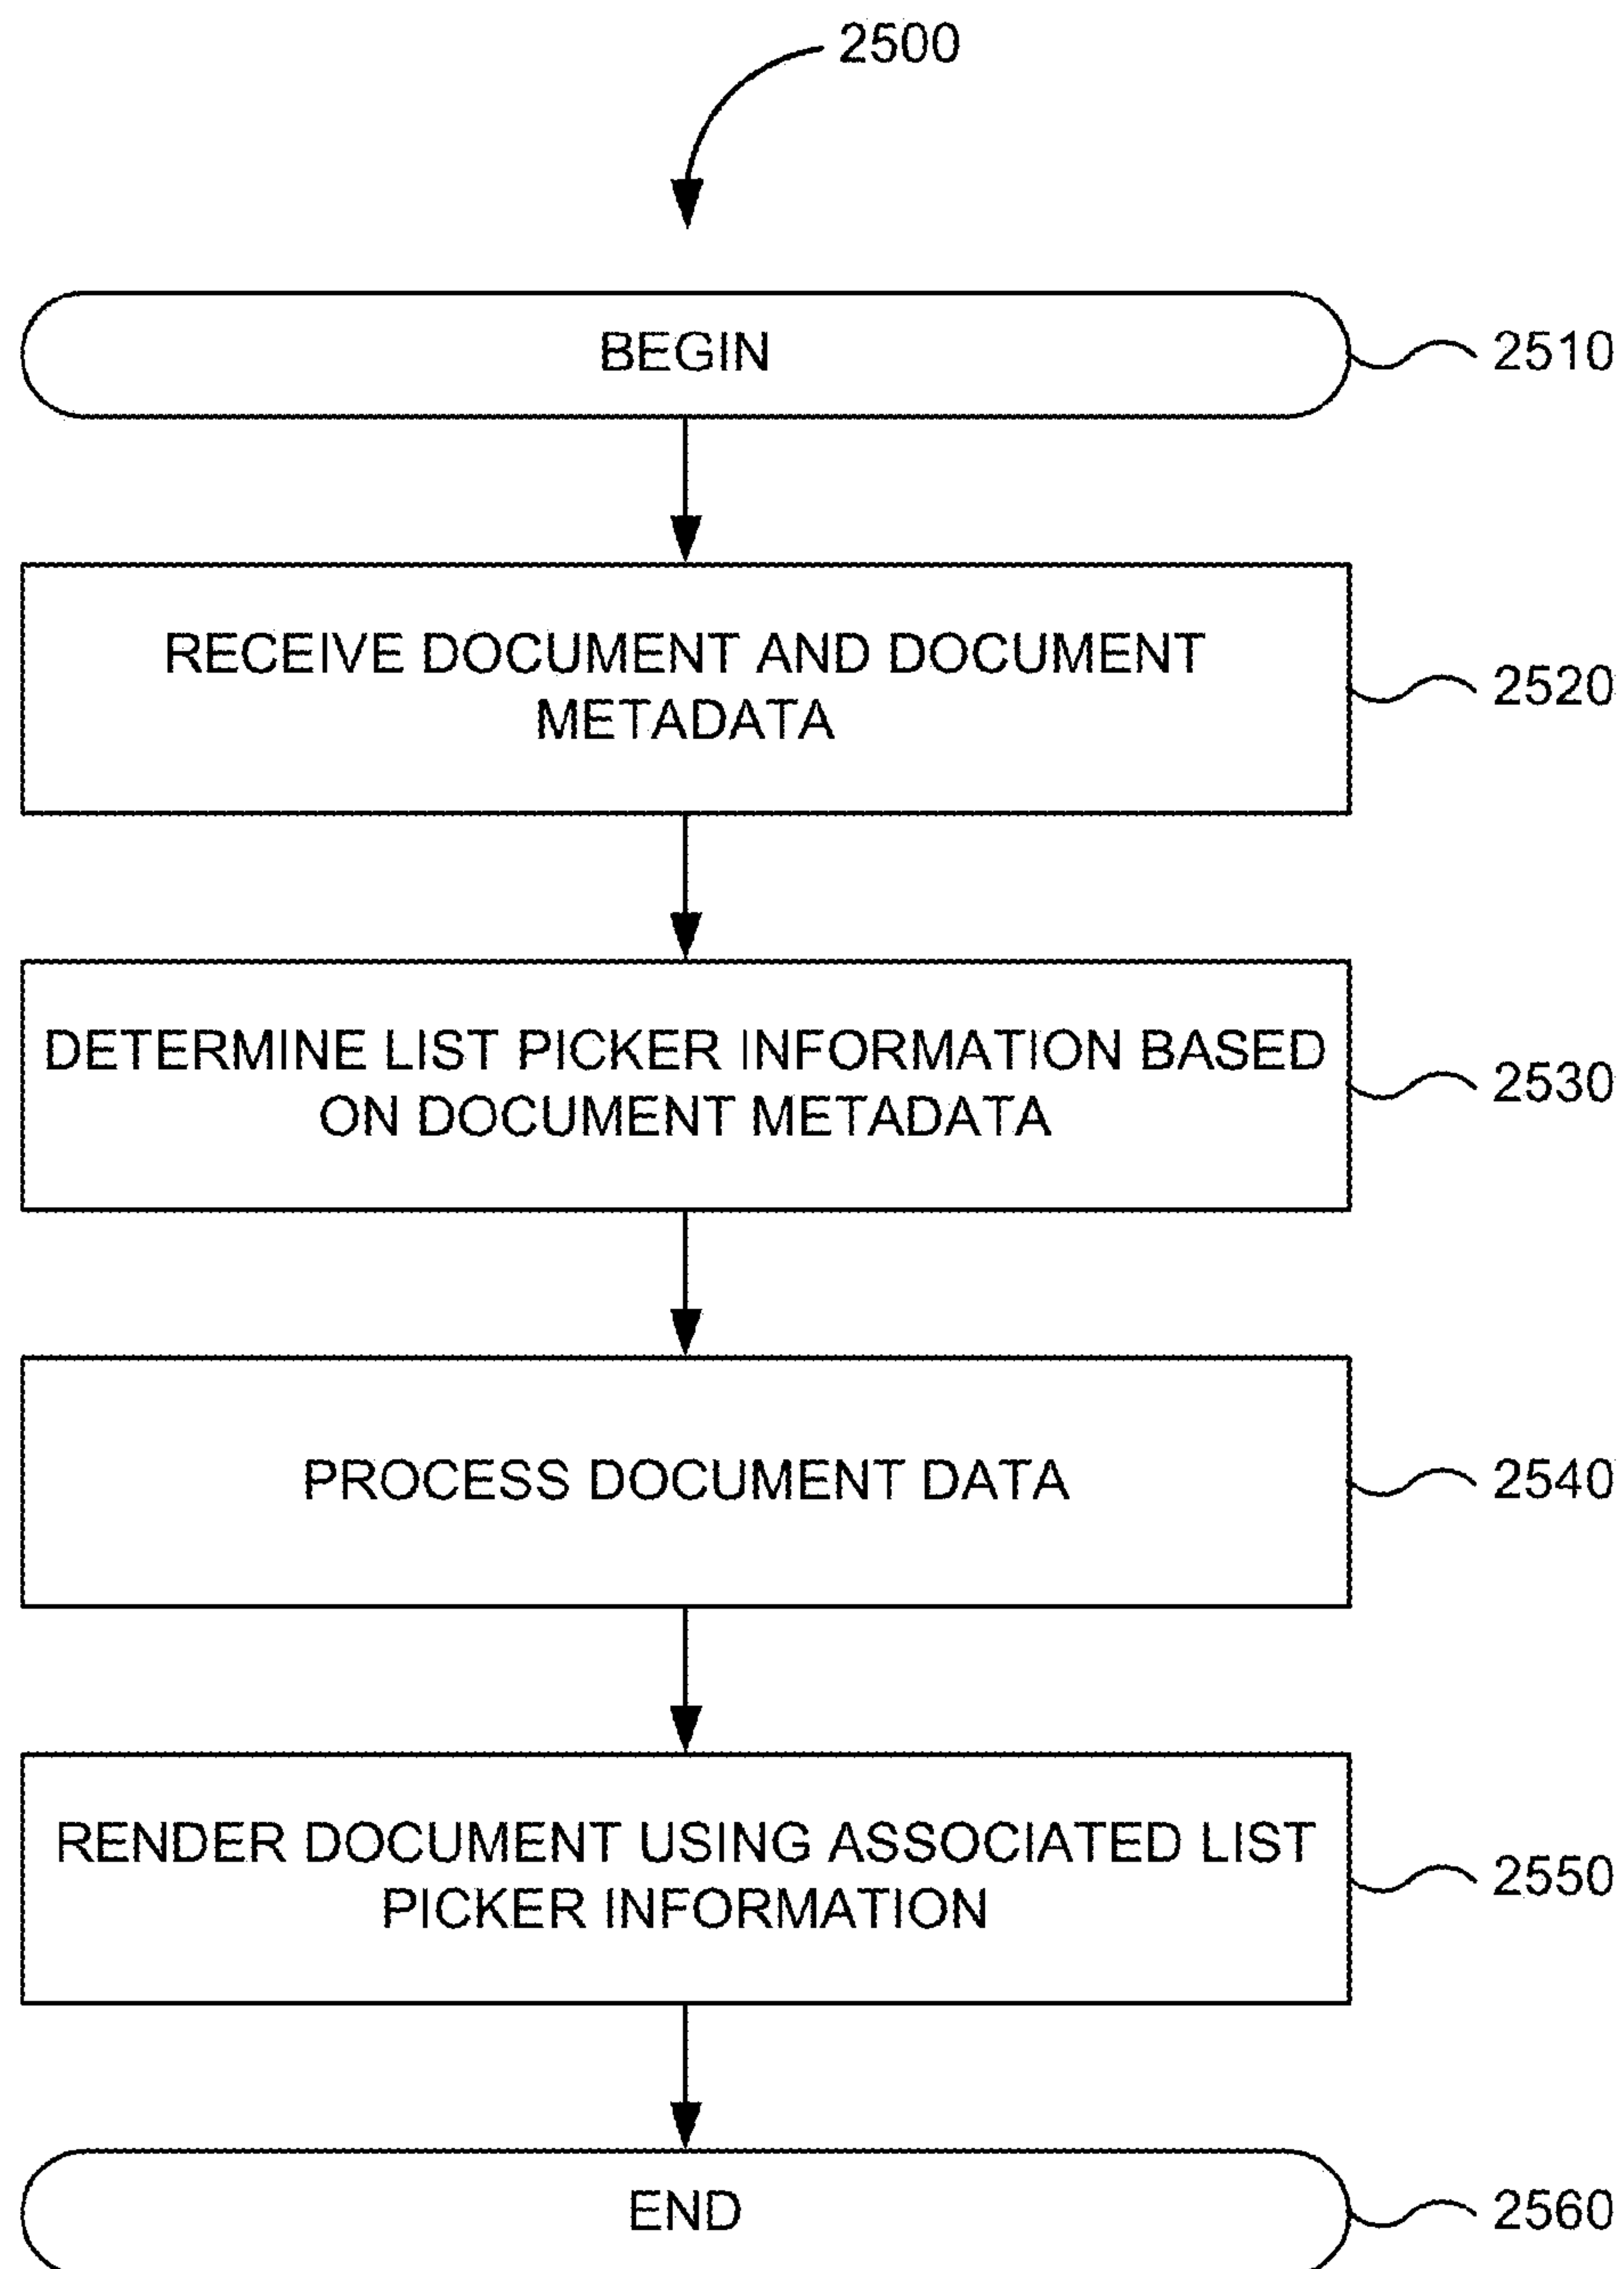 2500
BEGIN
2510
RECEIVE DOCUMENT AND DOCUMENT
METADATA
2520
DETERMINE LIST PICKER INFORMATION BASED
ON DOCUMENT METADATA
2530
PROCESS DOCUMENT DATA
2540
RENDER DOCUMENT USING ASSOCIATED LIST
PICKER INFORMATION
2550
END
2560